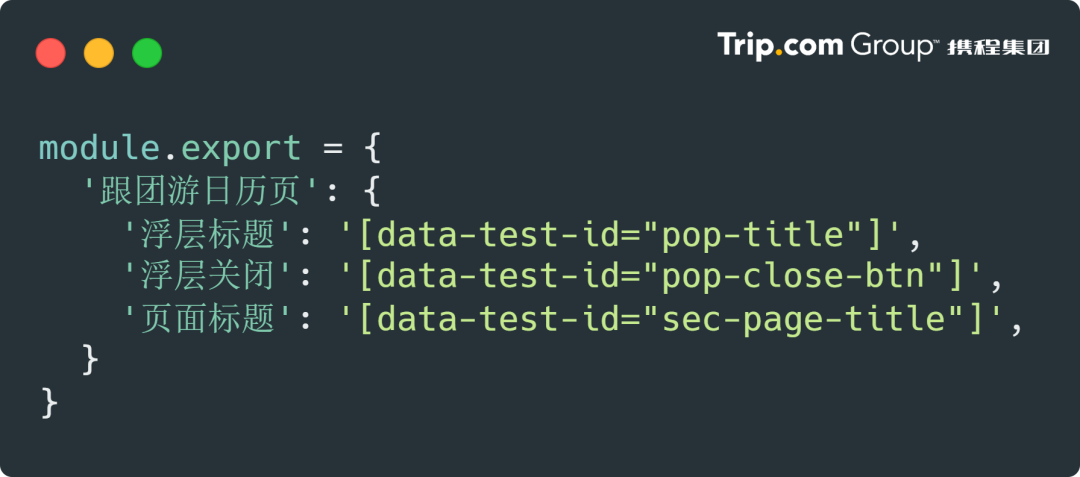 Trip.com Group™ 携程集团
module.export = {
  '跟团游日历页': {
    '浮层标题': '[data-test-id="pop-title"]',
    '浮层关闭': '[data-test-id="pop-close-btn"]',
    '页面标题': '[data-test-id="sec-page-title"]',
  }
}